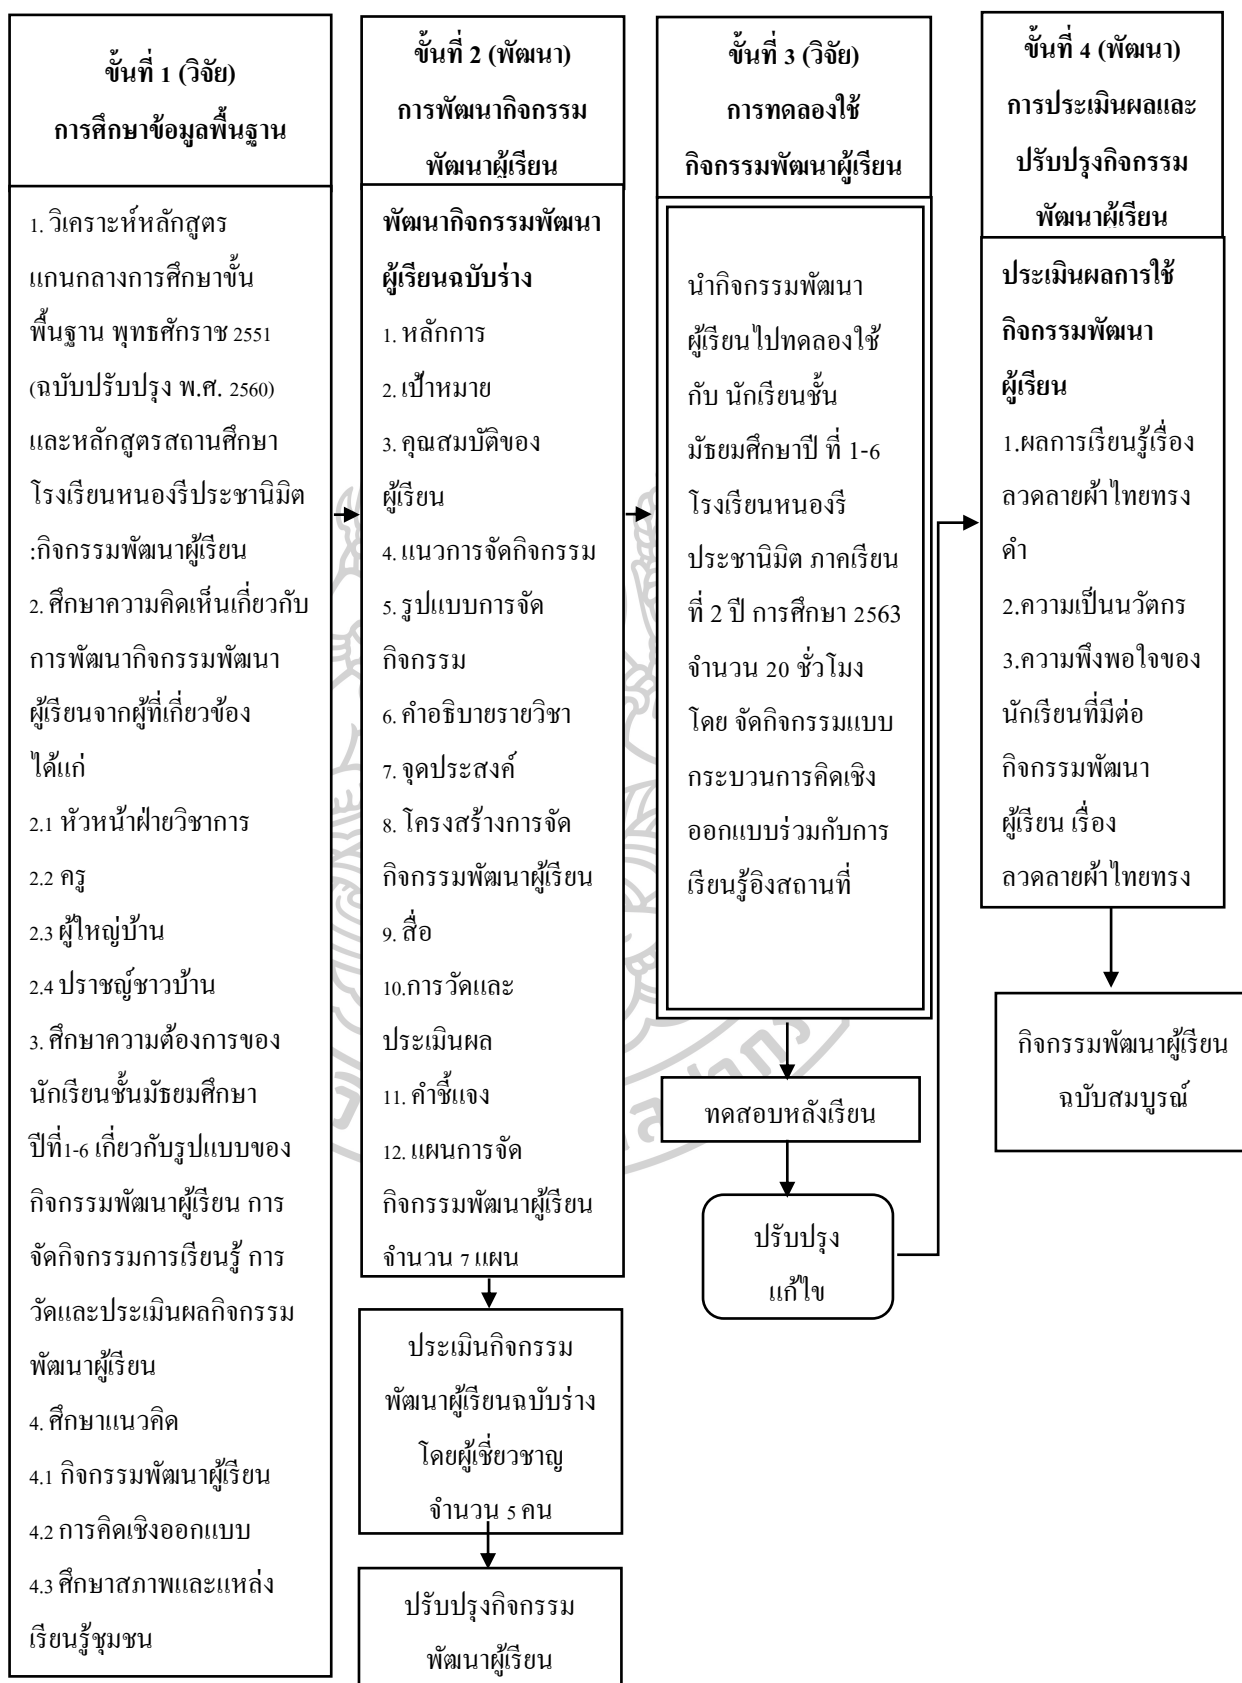 ขั้นที่ 1 (วิจัย)
การศึกษาข้อมูลพื้นฐาน
1. วิเคราะห์หลักสูตร
แกนกลางการศึกษาขั้น
พื้นฐาน พุทธศักราช 2551
(ฉบับปรับปรุง พ.ศ. 2560)
และหลักสูตรสถานศึกษา
โรงเรียนหนองรีประชานิมิต
:กิจกรรมพัฒนาผู้เรียน
2. ศึกษาความคิดเห็นเกี่ยวกับ
การพัฒนากิจกรรมพัฒนา
ผู้เรียนจากผู้ที่เกี่ยวข้อง
ได้แก่
2.1 หัวหน้าฝ่ายวิชาการ
2.2 ครู
2.3 ผู้ใหญ่บ้าน
2.4 ปราชญ์ชาวบ้าน
3. ศึกษาความต้องการของ
นักเรียนชั้นมัธยมศึกษา
ปีที่1-6 เกี่ยวกับรูปแบบของ
กิจกรรมพัฒนาผู้เรียน การ
จัดกิจกรรมการเรียนรู้ การ
วัดและประเมินผลกิจกรรม
พัฒนาผู้เรียน
4. ศึกษาแนวคิด
4.1 กิจกรรมพัฒนาผู้เรียน
4.2 การคิดเชิงออกแบบ
4.3 ศึกษาสภาพและแหล่ง
เรียนรู้ชุมชน
ขั้นที่ 2 (พัฒนา)
การพัฒนากิจกรรม
พัฒนาผู้เรียน
พัฒนากิจกรรมพัฒนา
ผู้เรียนฉบับร่าง
1. หลักการ
2. เป้าหมาย
3. คุณสมบัติของ
ผู้เรียน
4. แนวการจัดกิจกรรม
5. รูปแบบการจัด
กิจกรรม
6. คำอธิบายรายวิชา
7. จุดประสงค์
8. โครงสร้างการจัด
กิจกรรมพัฒนาผู้เรียน
9. สื่อ
10.การวัดและ
ประเมินผล
11. คำชี้แจง
12. แผนการจัด
กิจกรรมพัฒนาผู้เรียน
จำนวน 7 แผน
ประเมินกิจกรรม
พัฒนาผู้เรียนฉบับร่าง
โดยผู้เชี่ยวชาญ
จำนวน 5 คน
ปรับปรุงกิจกรรม
พัฒนาผู้เรียน
ขั้นที่ 3 (วิจัย)
การทดลองใช้
กิจกรรมพัฒนาผู้เรียน
นำกิจกรรมพัฒนา
ผู้เรียนไปทดลองใช้
กับ นักเรียนชั้น
มัธยมศึกษาปี ที่ 1-6
โรงเรียนหนองรี
ประชานิมิต ภาคเรียน
ที่ 2 ปี การศึกษา 2563
จำนวน 20 ชั่วโมง
โดย จัดกิจกรรมแบบ
กระบวนการคิดเชิง
ออกแบบร่วมกับการ
เรียนรู้อิงสถานที่
ทดสอบหลังเรียน
ปรับปรุง
แก้ไข
ขั้นที่ 4 (พัฒนา)
การประเมินผลและ
ปรับปรุงกิจกรรม
พัฒนาผู้เรียน
ประเมินผลการใช้
กิจกรรมพัฒนา
ผู้เรียน
1.ผลการเรียนรู้เรื่อง
ลวดลายผ้าไทยทรง
ดำ
2.ความเป็นนวัตกร
3.ความพึงพอใจของ
นักเรียนที่มีต่อ
กิจกรรมพัฒนา
ผู้เรียน เรื่อง
ลวดลายผ้าไทยทรง
กิจกรรมพัฒนาผู้เรียน
ฉบับสมบูรณ์